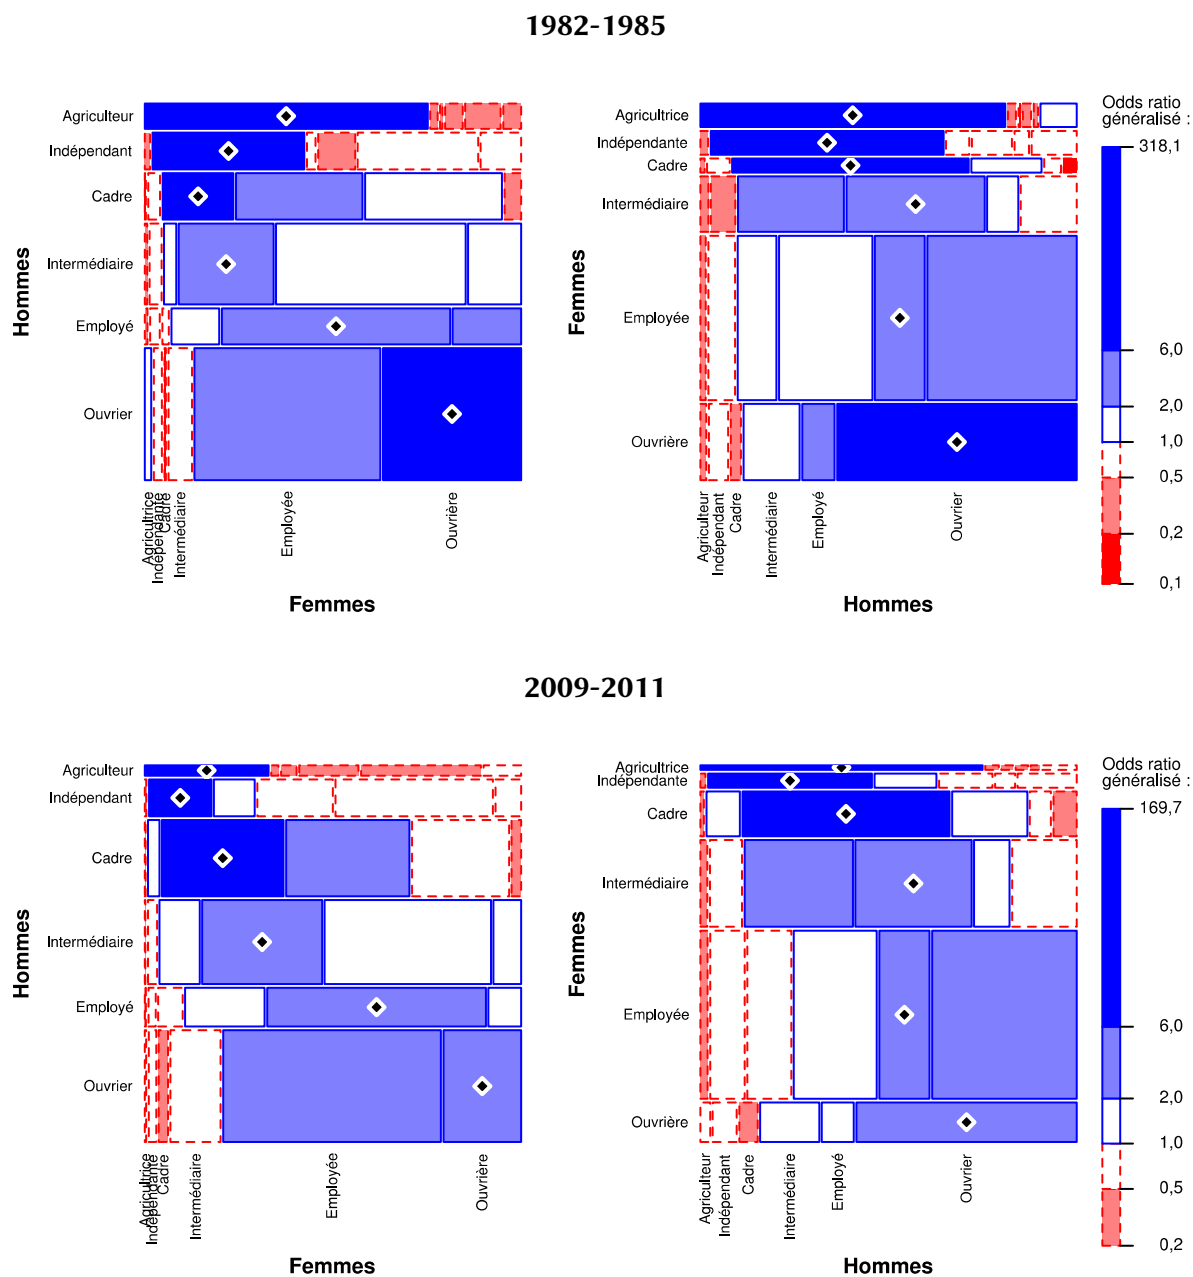 1982-1985
Hommes
Agriculteur
Indépendant
Cadre
Intermédiaire
Employé
Ouvrier
Agricultrice
Indépendante
Cadre
Intermédiaire
Employée
Ouvrière
Femmes
Femmes
Agricultrice
Indépendante
Cadre
Intermédiaire
Employée
Ouvrière
Agriculteur
Indépendant
Cadre
Intermédiaire
Employé
Ouvrier
Hommes
Odds ratio
généralisé :
318,1
6,0
2,0
1,0
0,5
0,2
0,1
2009-2011
Hommes
Agriculteur
Indépendant
Cadre
Intermédiaire
Employé
Ouvrier
Agricultrice
Indépendante
Cadre
Intermédiaire
Employée
Ouvrière
Femmes
Femmes
Agricultrice
Indépendante
Cadre
Intermédiaire
Employée
Ouvrière
Agriculteur
Indépendant
Cadre
Intermédiaire
Employé
Ouvrier
Hommes
Odds ratio
généralisé :
169,7
6,0
2,0
1,0
0,5
0,2